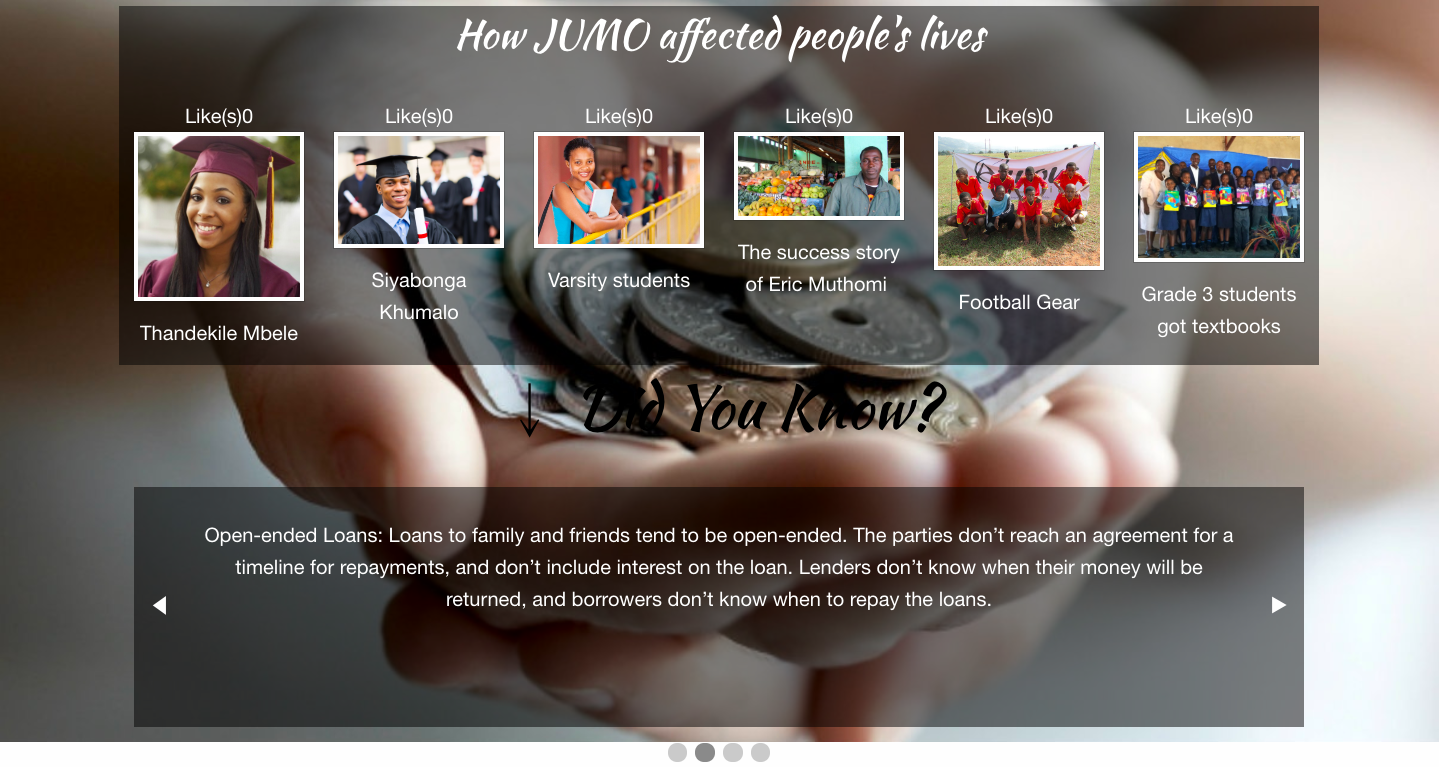 How JUMO affected people's lives
Like(s)0
Like(s)0
Like(s)0
Like(s)0
Like(s)0
Like(s)0
Thandekile Mbele
Siyabonga
Khumalo
Varsity students
The success story
of Eric Muthomi
Football Gear
Grade 3 students
got textbooks
↓ Did You Know?
Open-ended Loans: Loans to family and friends tend to be open-ended. The parties don’t reach an agreement for a
timeline for repayments, and don’t include interest on the loan. Lenders don’t know when their money will be
returned, and borrowers don’t know when to repay the loans.